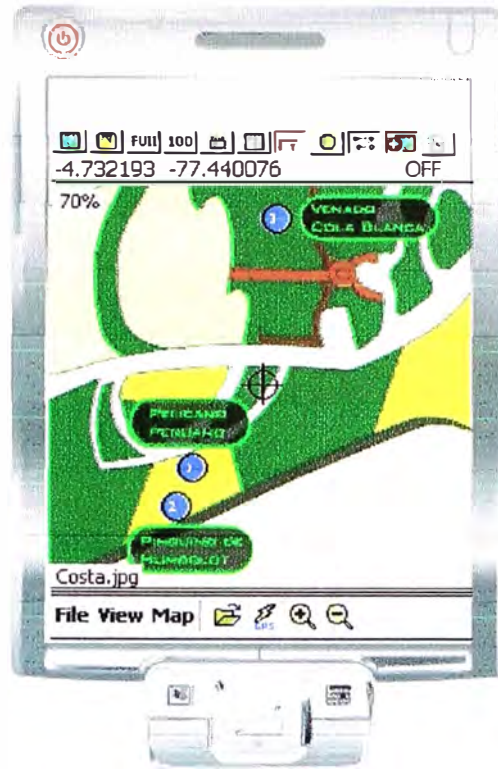 FULL 100
-4.732193 -77.440076 OFF
70%
VENADO
COLA BLANCA
PELICANO
PERUANO
PINGUINO DE
HUMBOLDT
Costa.jpg
File View Map GPS